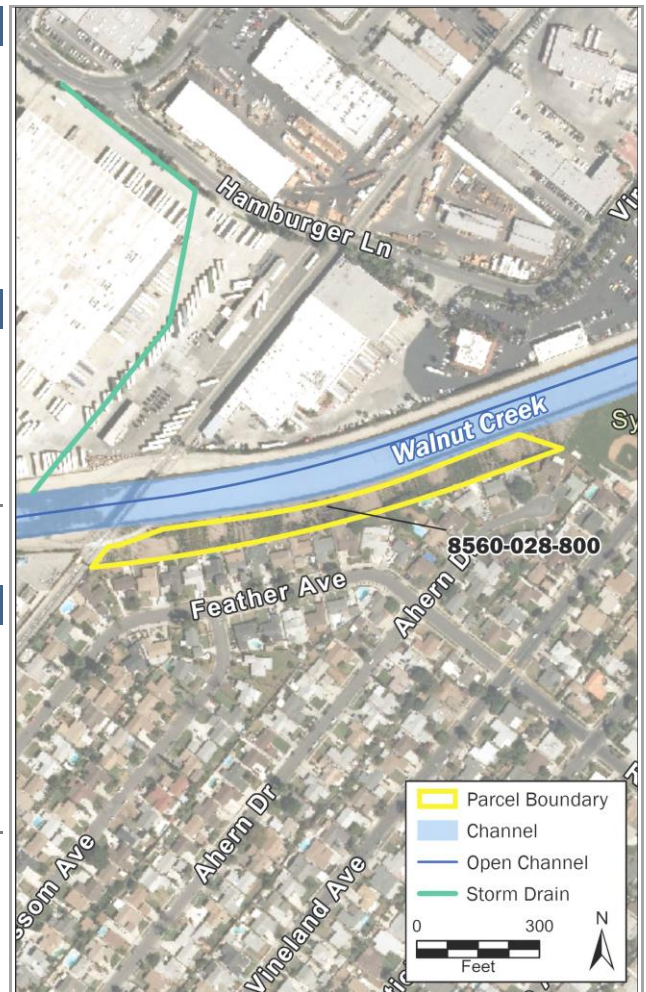 Hamburger Ln
Walnut Creek
8560-028-800
Feather Ave
Ahern D
Ahern Dr
Vineland Ave
Parcel Boundary
Channel
Open Channel
Storm Drain
0 300
Feet
N